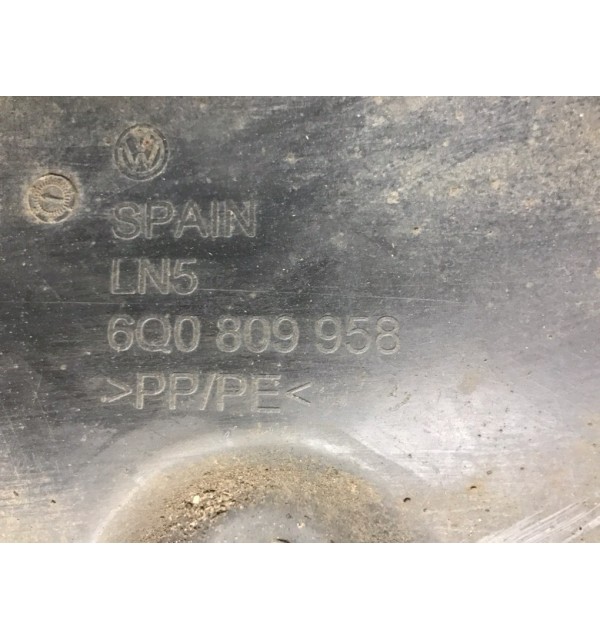 SPAIN
LN5
6Q0 809 958
>PP/PE<